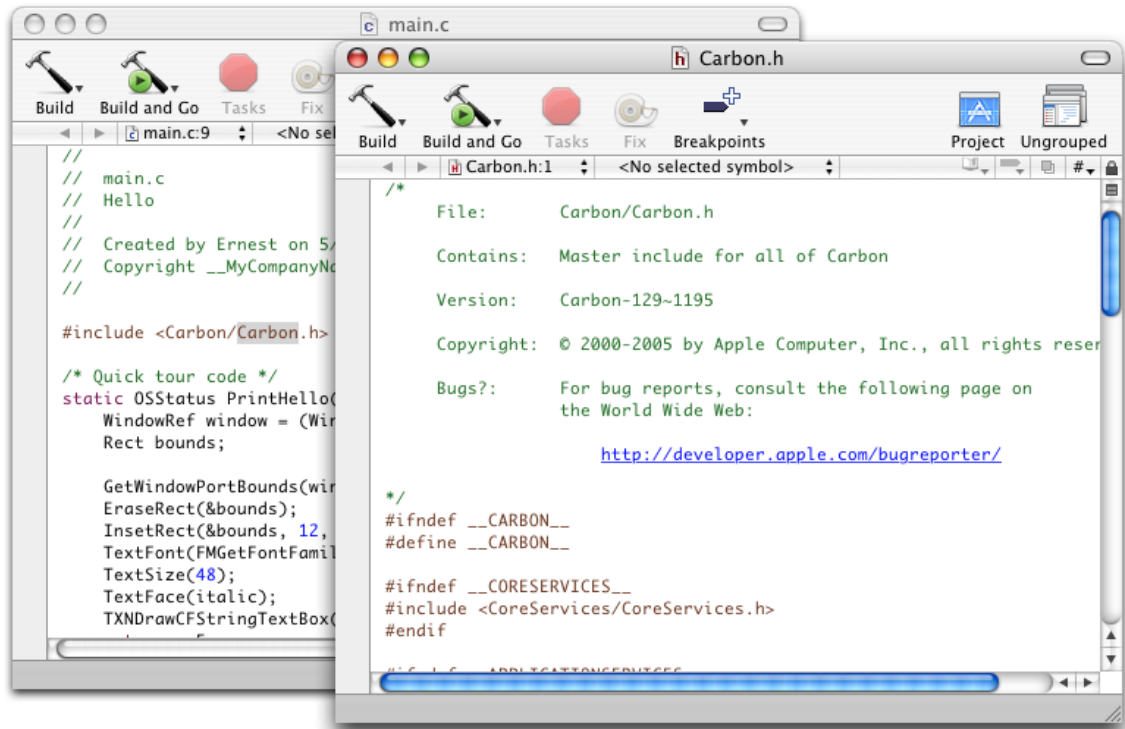 main.c
Build
Build and Go
Tasks
Fix
main.c:9
<No sel
//
// main.c
// Hello
//
// Created by Ernest on 5/
// Copyright __MyCompanyNa
//
#include <Carbon/Carbon.h>
/* Quick tour code */
static OSStatus PrintHello(
WindowRef window = (Win
Rect bounds;
GetWindowPortBounds(win
EraseRect(&bounds);
InsetRect(&bounds, 12,
TextFont(FMGetFontFamil
TextSize(48);
TextFace(italic);
TXNDrawCFStringTextBox(
Carbon.h
Build
Build and Go
Tasks
Fix
Breakpoints
Project
Ungrouped
Carbon.h:1
<No selected symbol>
#
/*
File: Carbon/Carbon.h
Contains: Master include for all of Carbon
Version: Carbon-129~1195
Copyright: © 2000-2005 by Apple Computer, Inc., all rights reser
Bugs?: For bug reports, consult the following page on
the World Wide Web:
http://developer.apple.com/bugreporter/
*/
#ifndef __CARBON__
#define __CARBON__
#ifndef __CORESERVICES__
#include <CoreServices/CoreServices.h>
#endif